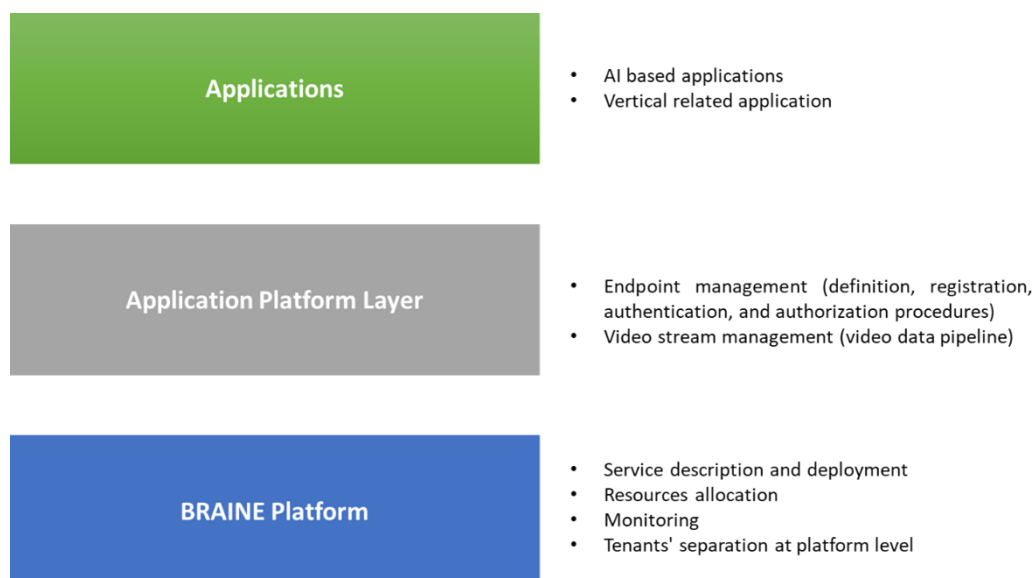 Applications
• AI based applications
• Vertical related application
Application Platform Layer
• Endpoint management (definition, registration,
authentication, and authorization procedures)
• Video stream management (video data pipeline)
BRAINE Platform
• Service description and deployment
• Resources allocation
• Monitoring
• Tenants' separation at platform level